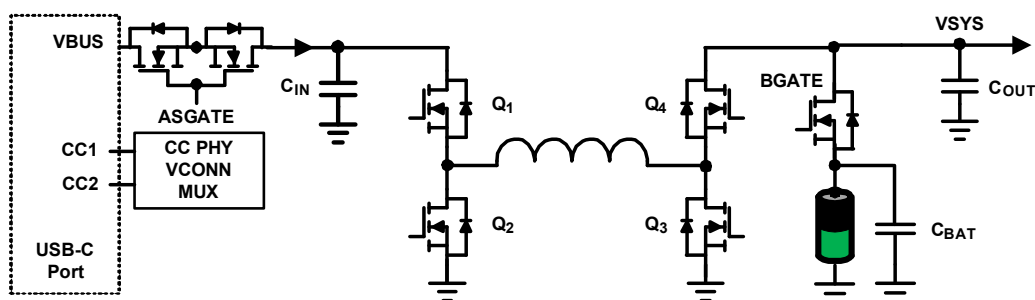 VBUS
ASGATE
CC1
CC2
CC PHY
VCONN
MUX
USB-C
Port
CIN
Q1
Q2
Q4
Q3
BGATE
VSYS
COUT
CBAT